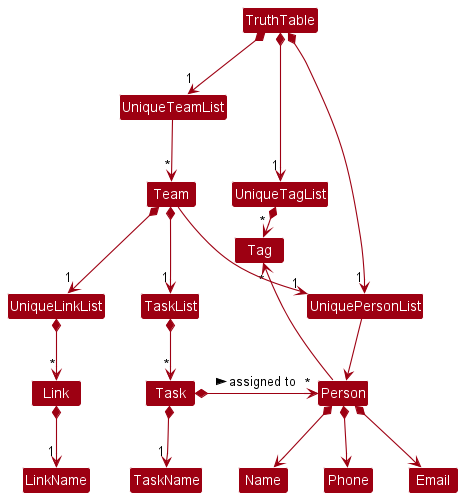 TruthTable
1
UniqueTeamList
*
1
1
Team
UniqueTagList
*
Tag
*
1
1
UniqueLinkList
TaskList
UniquePersonList
*
*
> assigned to *
Link
Task
Person
1
1
LinkName
TaskName
Name
Phone
Email